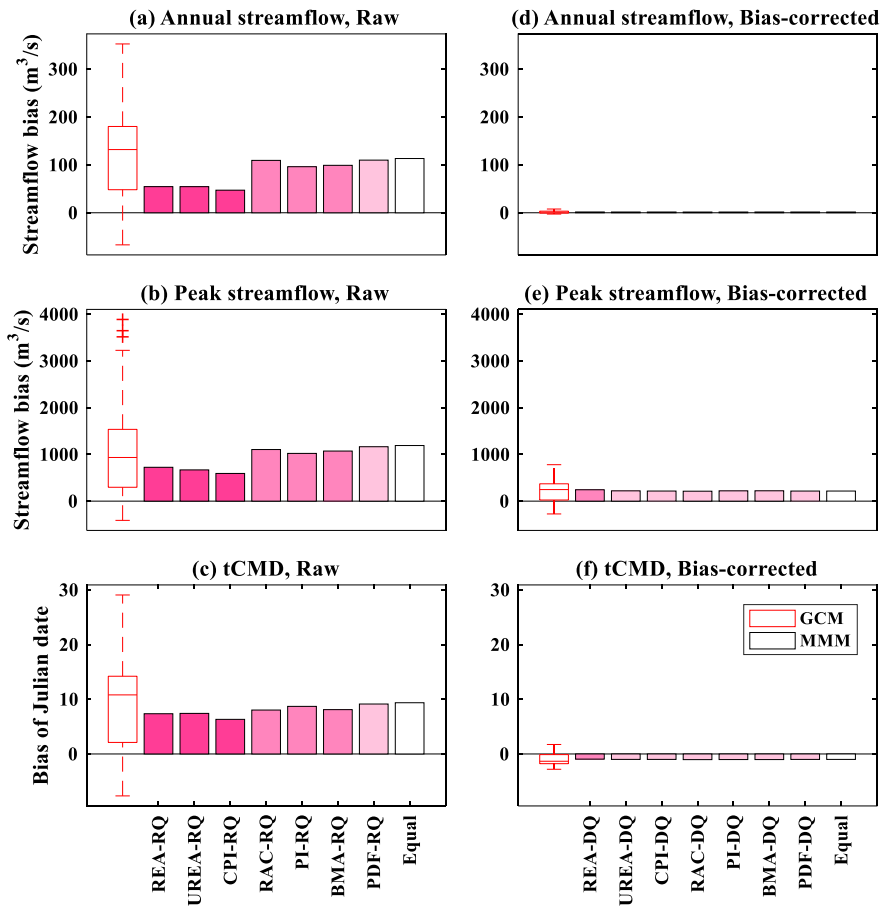 (a) Annual streamflow, Raw
Streamflow bias (m³/s)
300
200
100
0
(d) Annual streamflow, Bias-corrected
300
200
100
0
(b) Peak streamflow, Raw
Streamflow bias (m³/s)
4000
3000
2000
1000
0
(e) Peak streamflow, Bias-corrected
4000
3000
2000
1000
0
(c) tCMD, Raw
Bias of Julian date
30
20
10
0
REA-RQ
UREA-RQ
CPI-RQ
RAC-RQ
PI-RQ
BMA-RQ
PDF-RQ
Equal
(f) tCMD, Bias-corrected
30
20
10
0
GCM
MMM
REA-DQ
UREA-DQ
CPI-DQ
RAC-DQ
PI-DQ
BMA-DQ
PDF-DQ
Equal